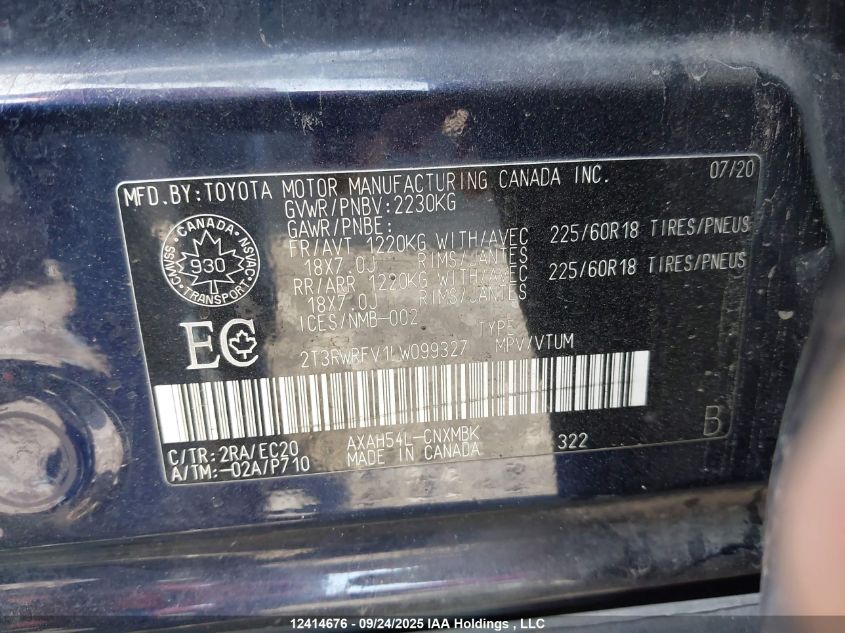 MFD.BY:TOYOTA MOTOR MANUFACTURING CANADA INC. 07/20
GVWR/PNBV:2230KG
GAWR/PNBE:
FR/AVT 1220KG WITH/AVEC 225/60R18 TIRES/PNEUS
18X7.0J RIMS/JANTES
RR/ARR 1220KG WITH/AVEC 225/60R18 TIRES/PNEUS
18X7.0J RIMS/JANTES
ICES/NMB-002 TYPE
2T3RWRFV1LW099327 MPV/VTUM
CANADA
CMVSS 930 NSVAC
TRANSPORT
EC
C/TR:2RA/EC20 AXAH54L-CNXMBK 322 B
A/TM:-02A/P710 MADE IN CANADA
12414676 - 09/24/2025 IAA Holdings , LLC